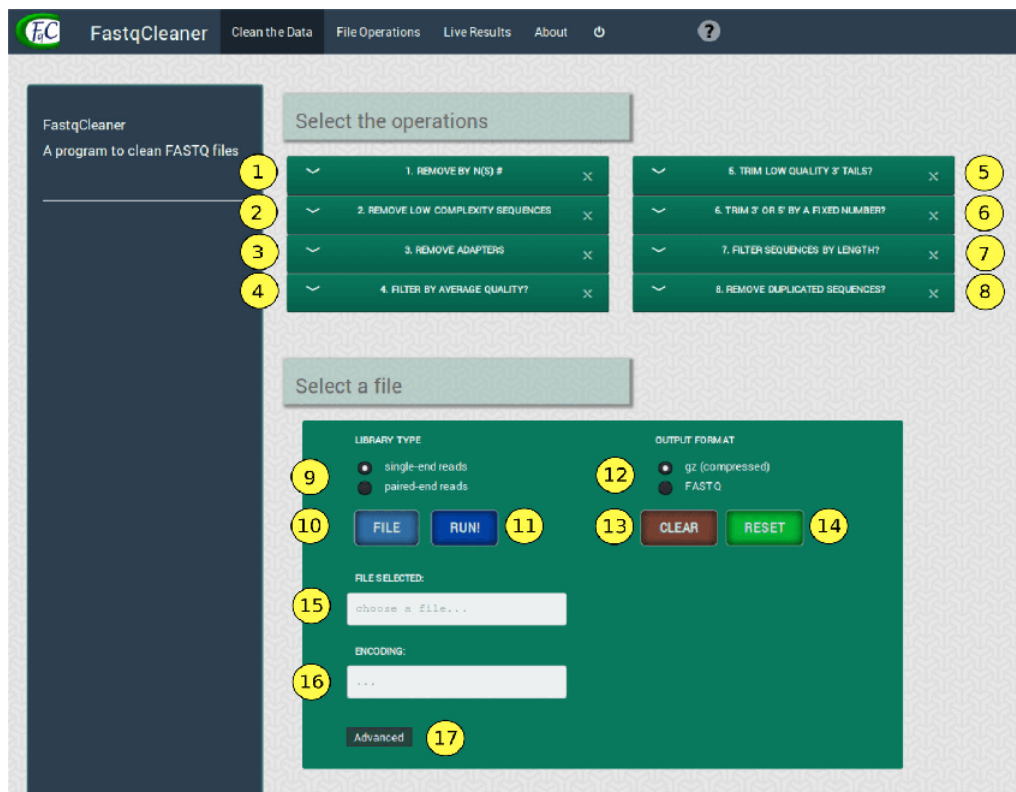 FqC FastqCleaner Clean the Data File Operations Live Results About ?
FastqCleaner
A program to clean FASTQ files
Select the operations
1 1. REMOVE BY N(S) # X
2 2. REMOVE LOW COMPLEXITY SEQUENCES X
3 3. REMOVE ADAPTERS X
4 4. FILTER BY AVERAGE QUALITY? X
5. TRIM LOW QUALITY 3' TAILS? X 5
6. TRIM 3' OR 5' BY A FIXED NUMBER? X 6
7. FILTER SEQUENCES BY LENGTH? X 7
8. REMOVE DUPLICATED SEQUENCES? X 8
Select a file
LIBRARY TYPE
9 single-end reads
paired-end reads
10 FILE RUN! 11
OUTPUT FORMAT
12 gz (compressed)
FASTQ
13 CLEAR RESET 14
FILE SELECTED:
15 choose a file...
ENCODING:
16 ...
Advanced 17